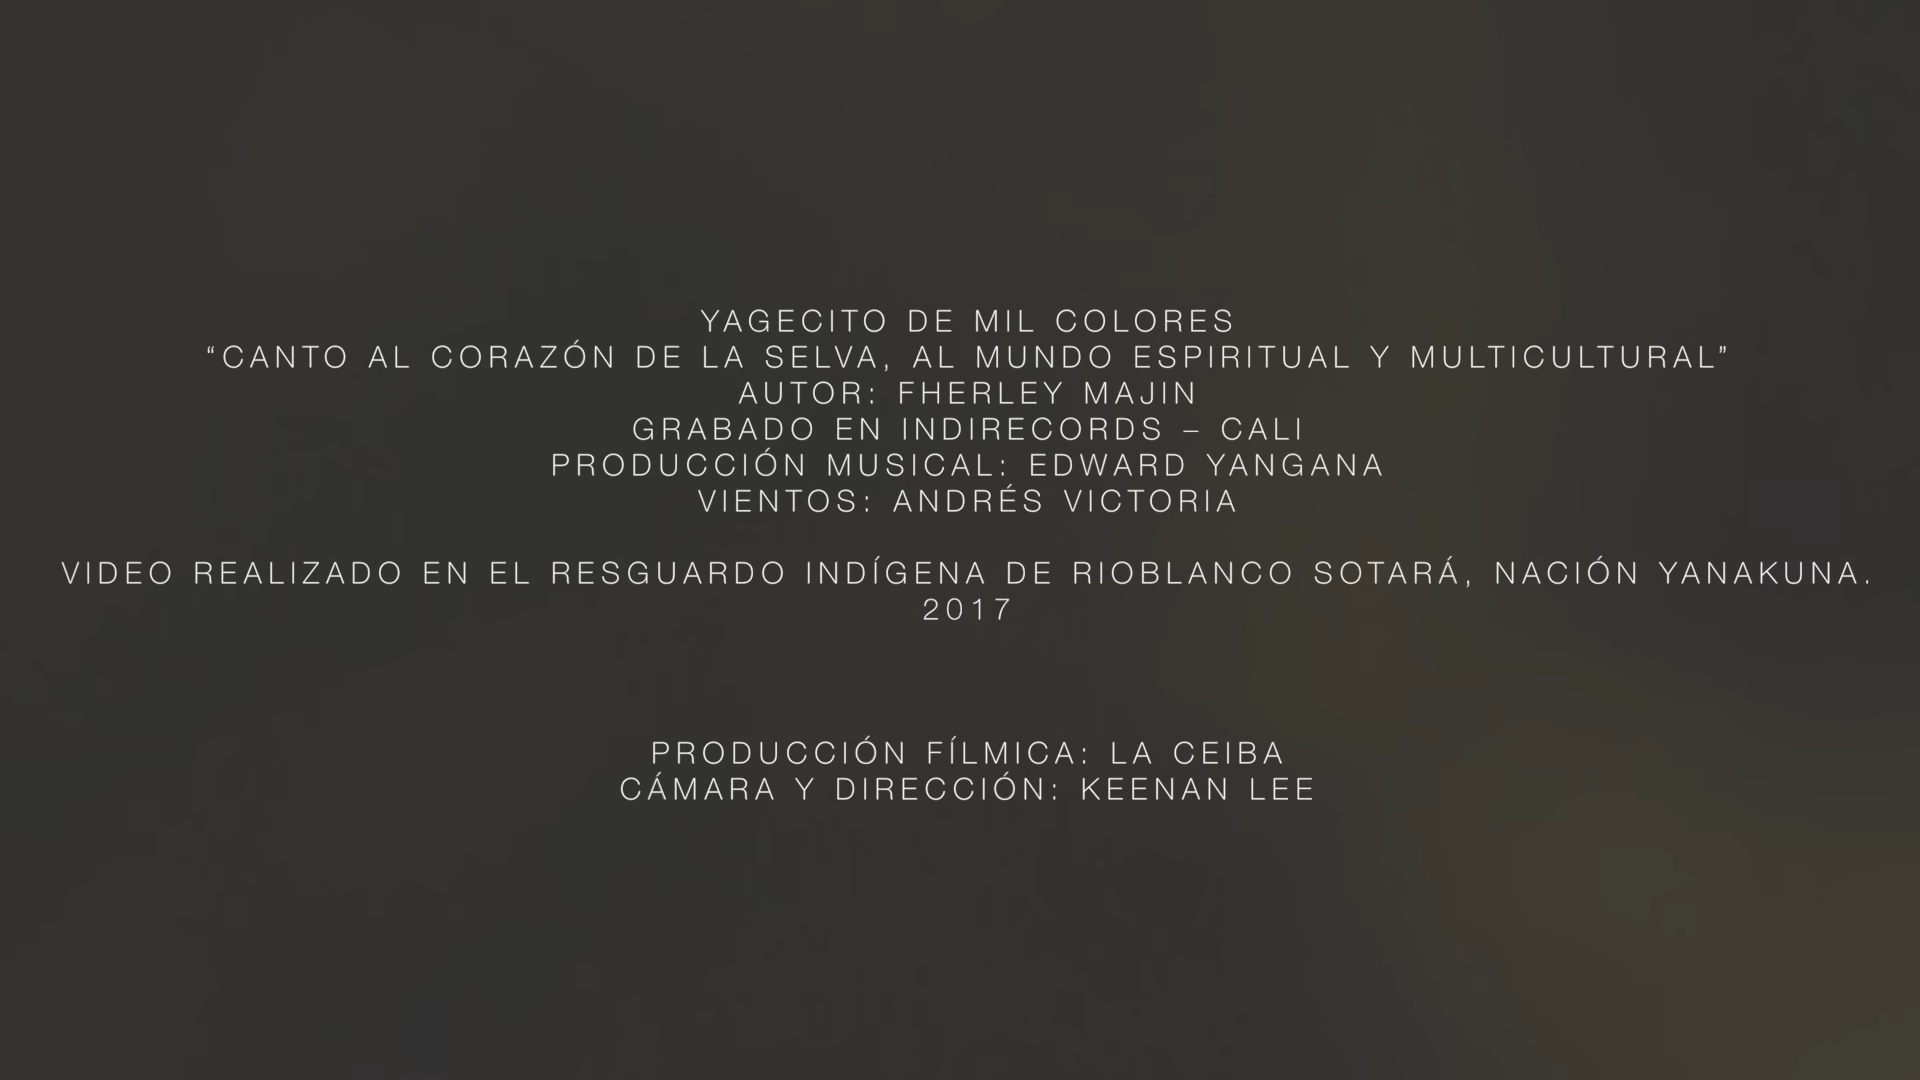 YAGECITO DE MIL COLORES
“CANTO AL CORAZÓN DE LA SELVA, AL MUNDO ESPIRITUAL Y MULTICULTURAL”
AUTOR: FHERLEY MAJIN
GRABADO EN INDIRECORDS – CALI
PRODUCCIÓN MUSICAL: EDWARD YANGANA
VIENTOS: ANDRÉS VICTORIA
VIDEO REALIZADO EN EL RESGUARDO INDÍGENA DE RIOBLANCO SOTARÁ, NACIÓN YANAKUNA.
2017
PRODUCCIÓN FÍLMICA: LA CEIBA
CÁMARA Y DIRECCIÓN: KEENAN LEE